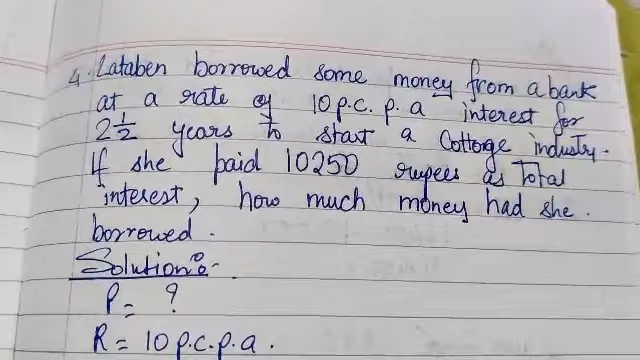 4. Lataben borrowed some money from a bank
at a rate of 10 p.c. p. a interest for
2½ years to start a Cottorge industry.
If she paid 10250 rupees as Total
interest, how much money had she.
borrowed.
Solution:-
P = ?
R = 10 p.c.p.a.